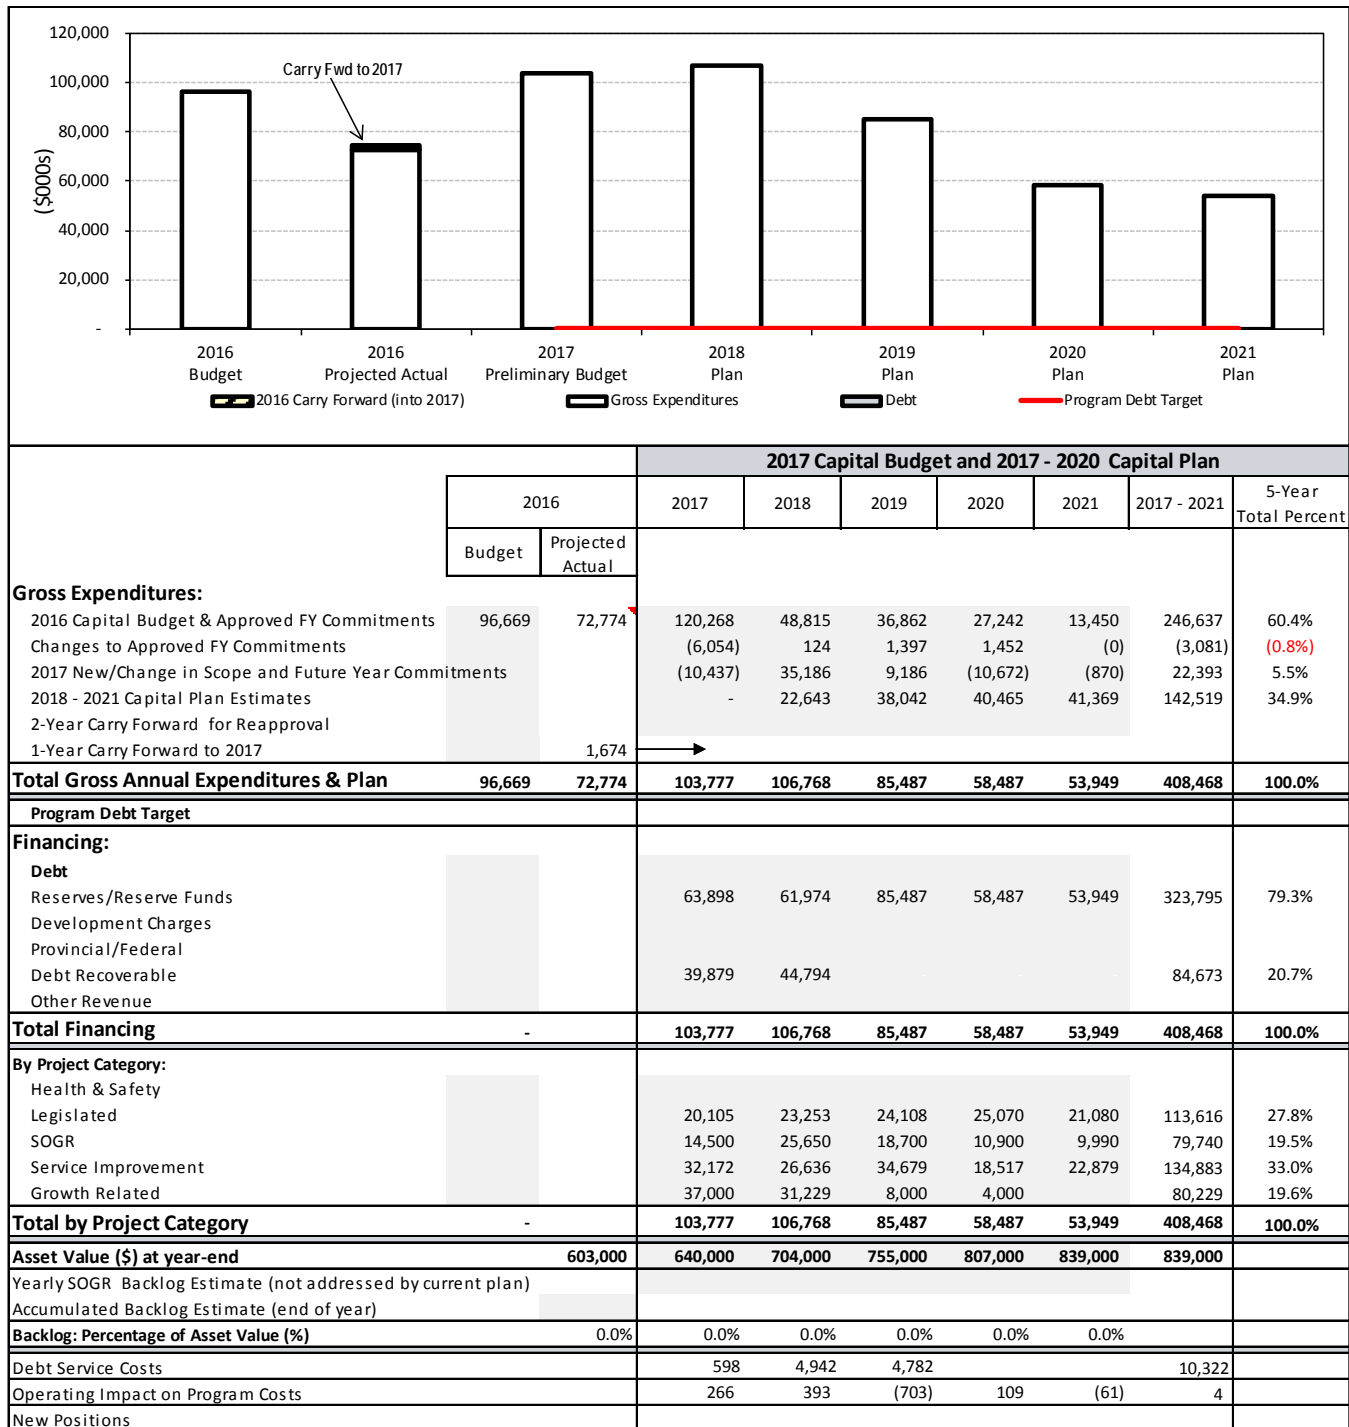 120,000
100,000
80,000
60,000
40,000
20,000
-
($000s)
Carry Fwd to 2017
2016 Budget
2016 Projected Actual
2017 Preliminary Budget
2018 Plan
2019 Plan
2020 Plan
2021 Plan
2016 Carry Forward (into 2017) Gross Expenditures Debt Program Debt Target
2017 Capital Budget and 2017 - 2020 Capital Plan
2016 2017 2018 2019 2020 2021 2017 - 2021 5-Year Total Percent
Budget Projected Actual
Gross Expenditures:
2016 Capital Budget & Approved FY Commitments 96,669 72,774 120,268 48,815 36,862 27,242 13,450 246,637 60.4%
Changes to Approved FY Commitments (6,054) 124 1,397 1,452 (0) (3,081) (0.8%)
2017 New/Change in Scope and Future Year Commitments (10,437) 35,186 9,186 (10,672) (870) 22,393 5.5%
2018 - 2021 Capital Plan Estimates - 22,643 38,042 40,465 41,369 142,519 34.9%
2-Year Carry Forward for Reapproval
1-Year Carry Forward to 2017 1,674
Total Gross Annual Expenditures & Plan 96,669 72,774 103,777 106,768 85,487 58,487 53,949 408,468 100.0%
Program Debt Target
Financing:
Debt
Reserves/Reserve Funds 63,898 61,974 85,487 58,487 53,949 323,795 79.3%
Development Charges
Provincial/Federal
Debt Recoverable 39,879 44,794 - - - 84,673 20.7%
Other Revenue
Total Financing - 103,777 106,768 85,487 58,487 53,949 408,468 100.0%
By Project Category:
Health & Safety
Legislated 20,105 23,253 24,108 25,070 21,080 113,616 27.8%
SOGR 14,500 25,650 18,700 10,900 9,990 79,740 19.5%
Service Improvement 32,172 26,636 34,679 18,517 22,879 134,883 33.0%
Growth Related 37,000 31,229 8,000 4,000 80,229 19.6%
Total by Project Category - 103,777 106,768 85,487 58,487 53,949 408,468 100.0%
Asset Value ($) at year-end 603,000 640,000 704,000 755,000 807,000 839,000 839,000
Yearly SOGR Backlog Estimate (not addressed by current plan)
Accumulated Backlog Estimate (end of year)
Backlog: Percentage of Asset Value (%) 0.0% 0.0% 0.0% 0.0% 0.0% 0.0%
Debt Service Costs 598 4,942 4,782 10,322
Operating Impact on Program Costs 266 393 (703) 109 (61) 4
New Positions